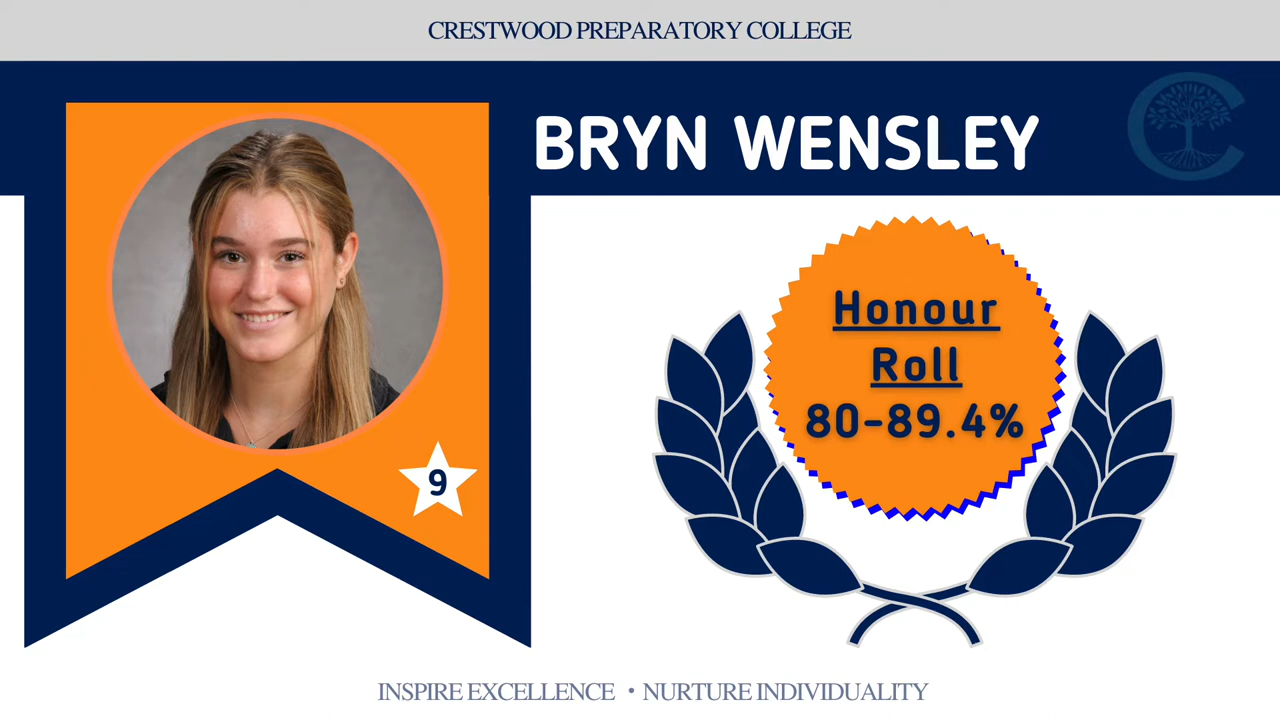 CRESTWOOD PREPARATORY COLLEGE
BRYN WENSLEY
Honour
Roll
80-89.4%
9
INSPIRE EXCELLENCE • NURTURE INDIVIDUALITY